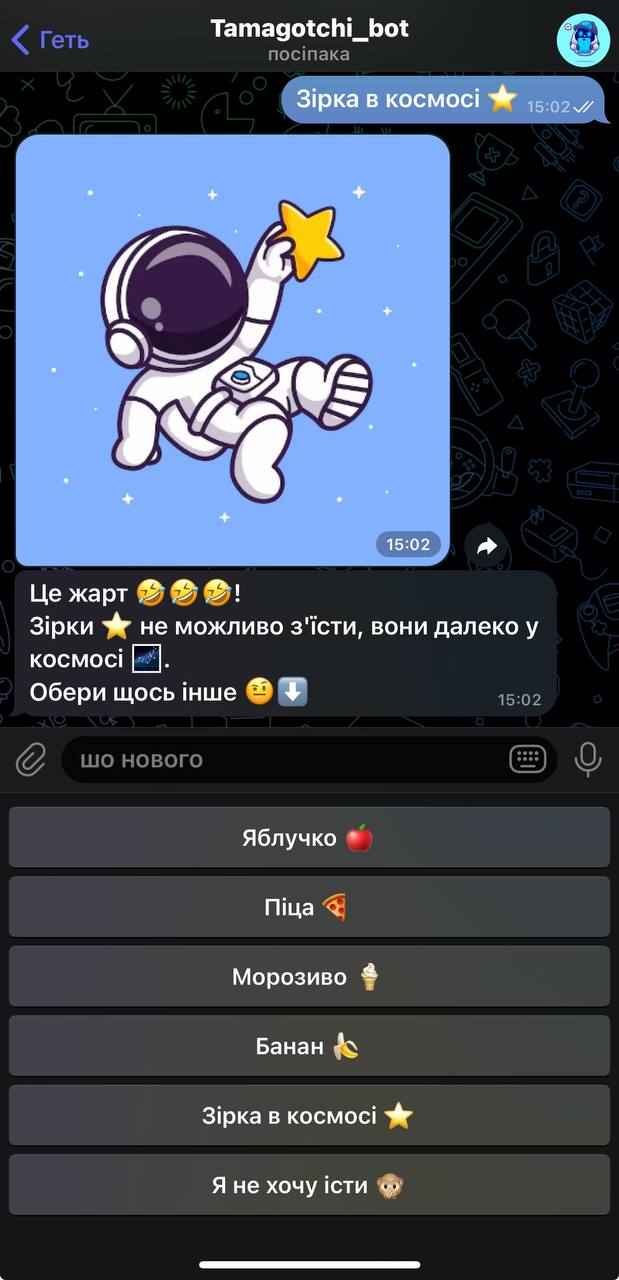 Геть
Tamagotchi_bot
посіпака
Зірка в космосі ⭐ 15:02
15:02
Це жарт 🤣🤣🤣!
Зірки ⭐ не можливо з'їсти, вони далеко у
космосі 🌌.
Обери щось інше 🤨⬇️ 15:02
шо нового
Яблучко 🍎
Піца 🍕
Морозиво 🍦
Банан 🍌
Зірка в космосі ⭐
Я не хочу їсти 🙊